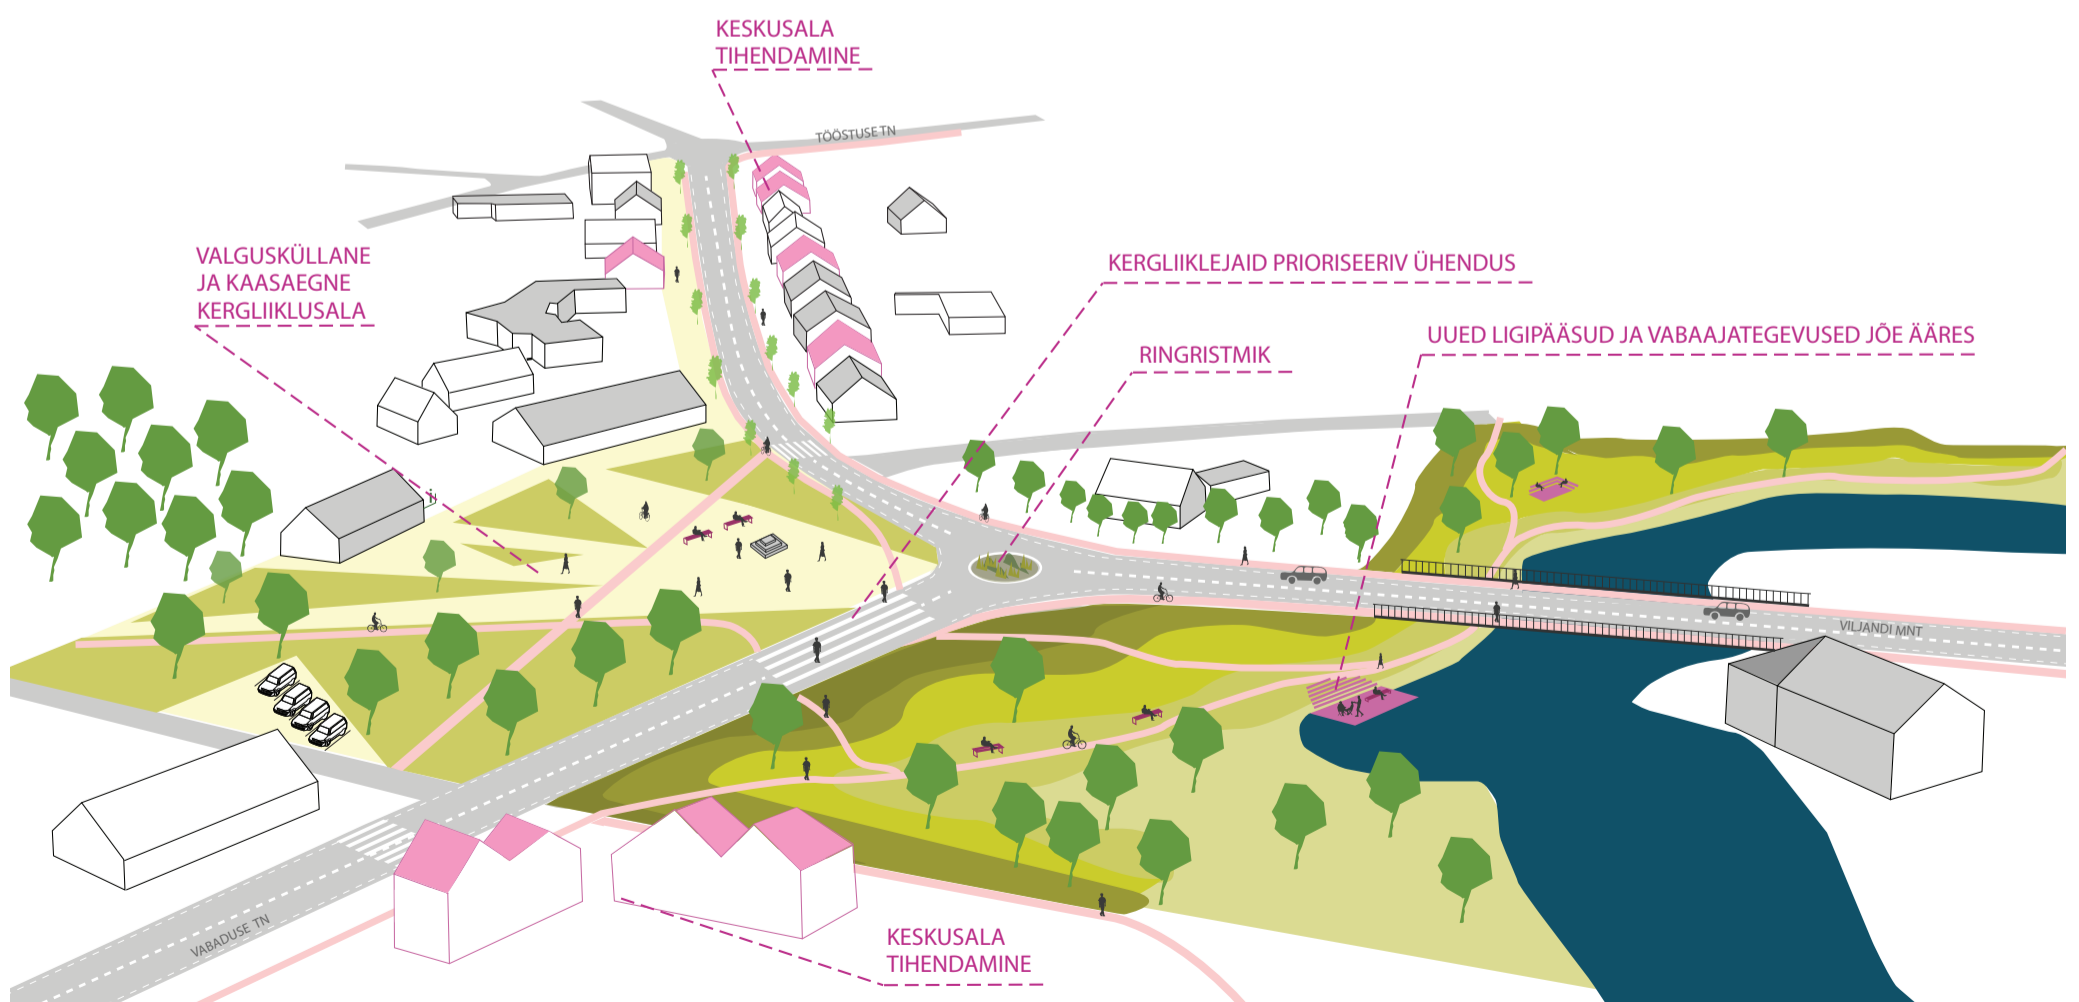 KESKUSALA
TIHENDAMINE
TÖÖSTUSE TN
VALGUSKÜLLANE
JA KAASAEGNE
KERGLIIKLUSALA
KERGLIIKLEJAID PRIORISEERIV ÜHENDUS
UUED LIGIPÄÄSUD JA VABAAJATEGEVUSED JÕE ÄÄRES
RINGRISTMIK
VILJANDI MNT
VABADUSE TN
KESKUSALA
TIHENDAMINE